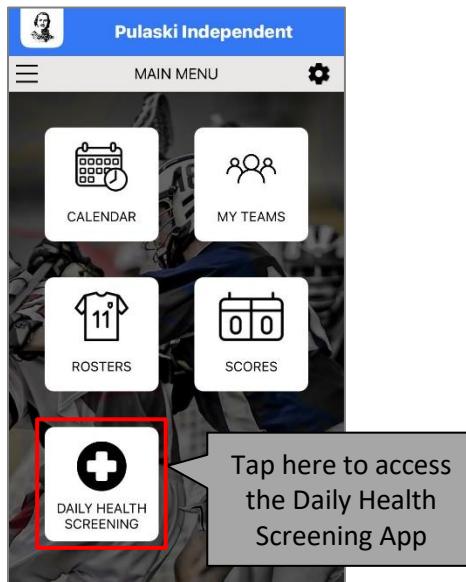 Pulaski Independent
MAIN MENU
CALENDAR
MY TEAMS
11
ROSTERS
0 0
SCORES
DAILY HEALTH
SCREENING
Tap here to access
the Daily Health
Screening App